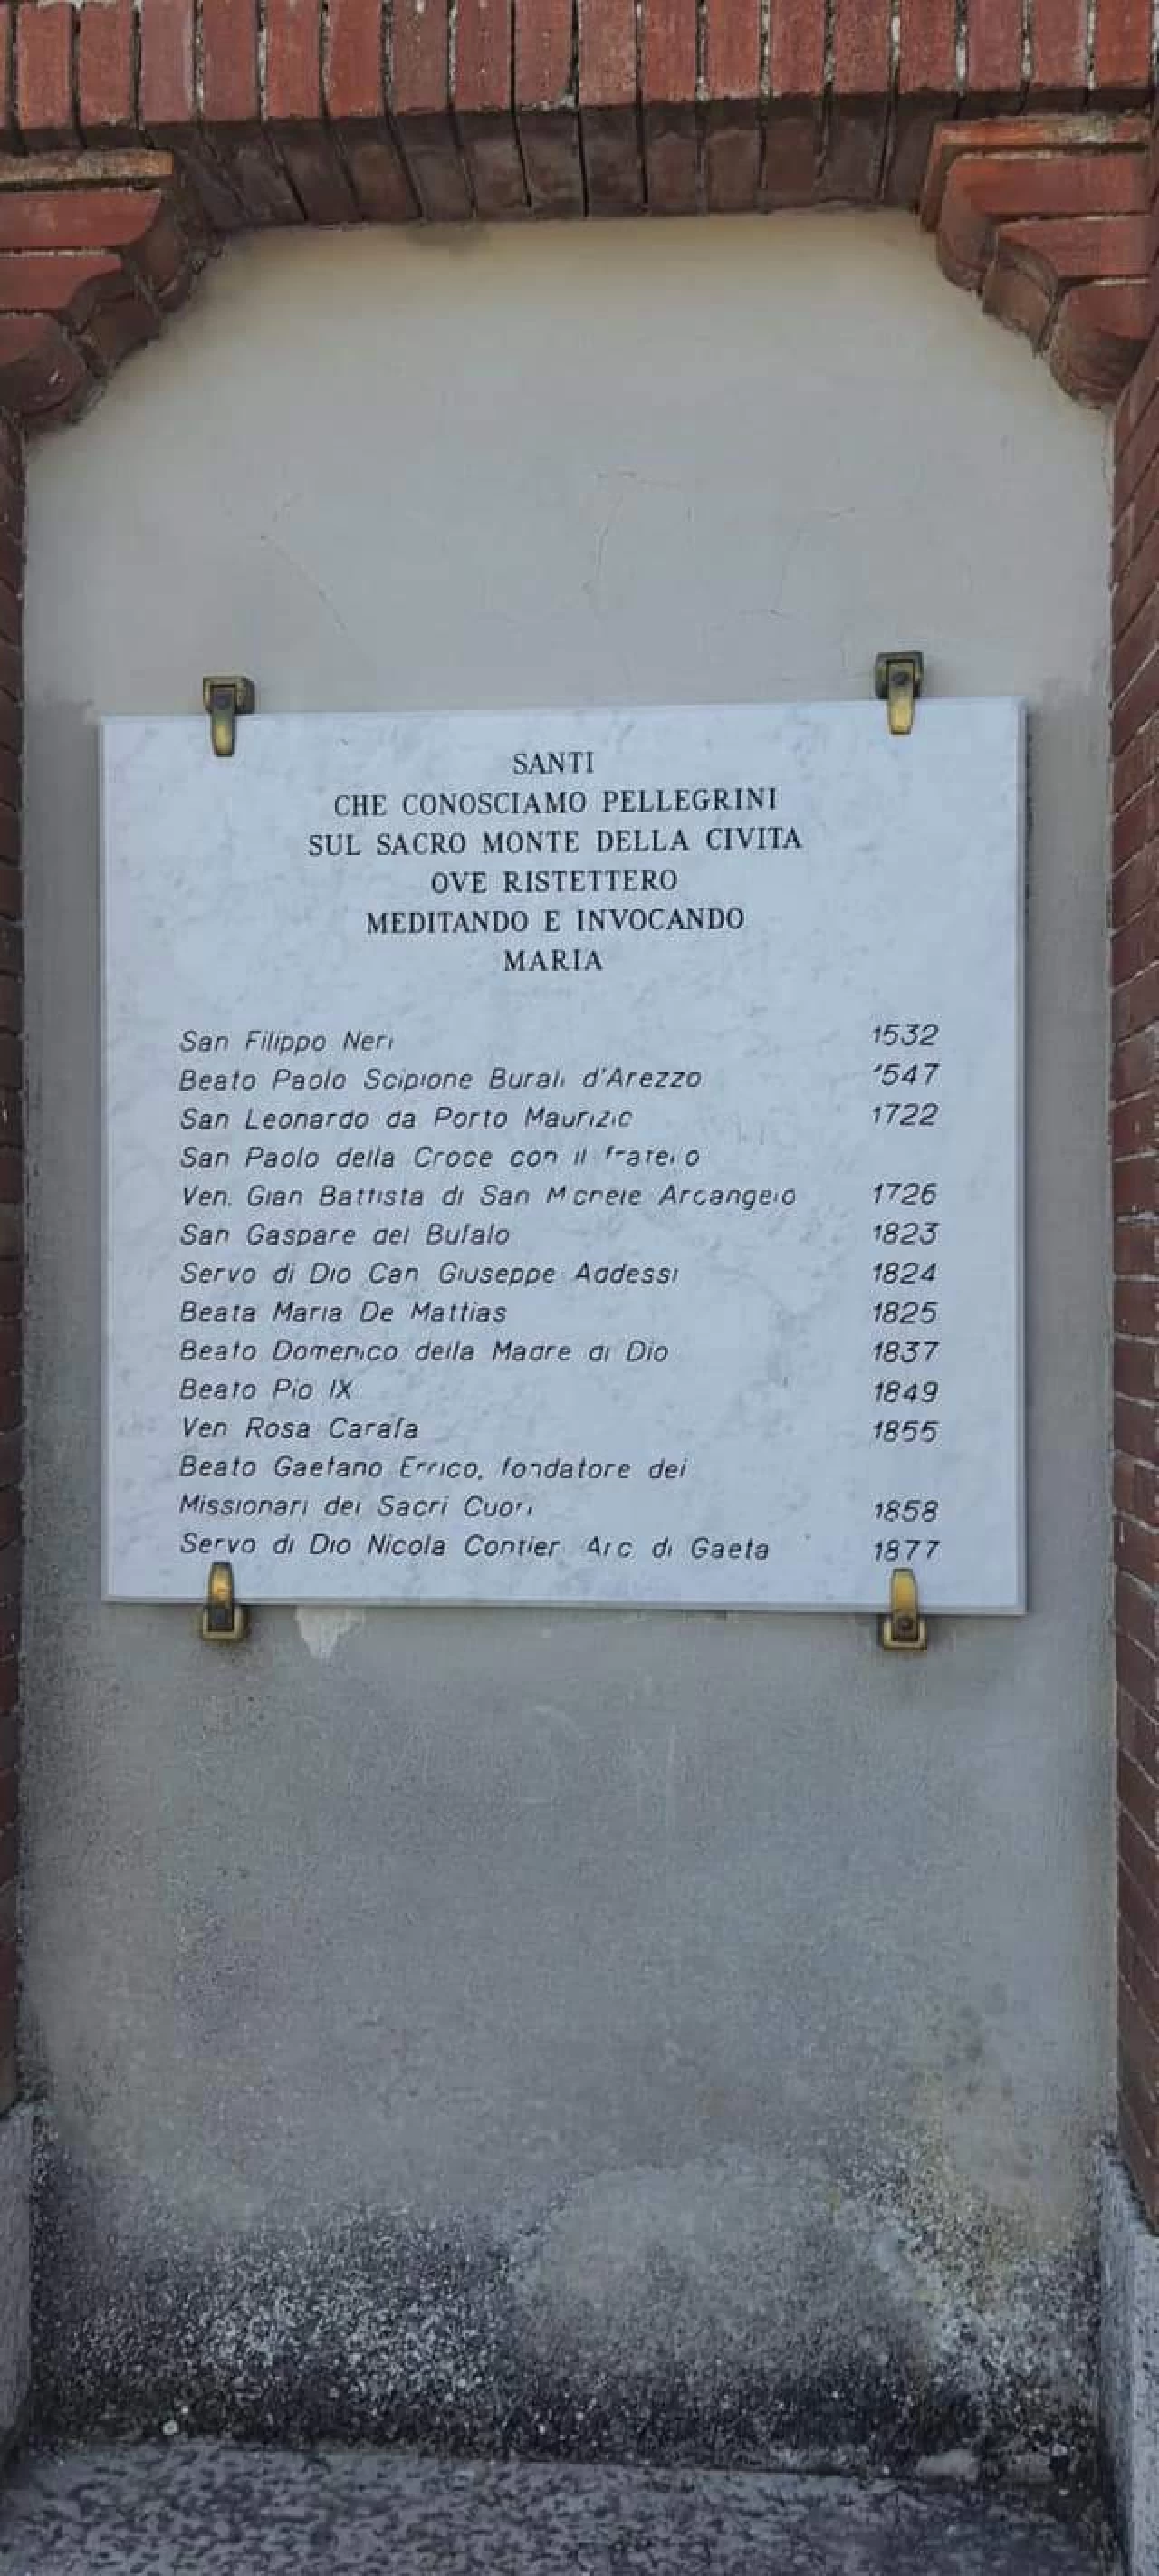 SANTI
CHE CONOSCIAMO PELLEGRINI
SUL SACRO MONTE DELLA CIVITA
OVE RISTETTERO
MEDITANDO E INVOCANDO
MARIA
San Filippo Neri 1532
Beato Paolo Scipione Burali d'Arezzo 1547
San Leonardo da Porto Maurizio 1722
San Paolo della Croce con il fratello
Ven. Gian Battista di San Michele Arcangelo 1726
San Gaspare del Bufalo 1823
Servo di Dio Can Giuseppe Addessi 1824
Beata Maria De Mattias 1825
Beato Domenico della Madre di Dio 1837
Beato Pio IX 1849
Ven Rosa Carafa 1855
Beato Gaetano Errico, fondatore dei
Missionari dei Sacri Cuori 1858
Servo di Dio Nicola Contieri Arc di Gaeta 1877